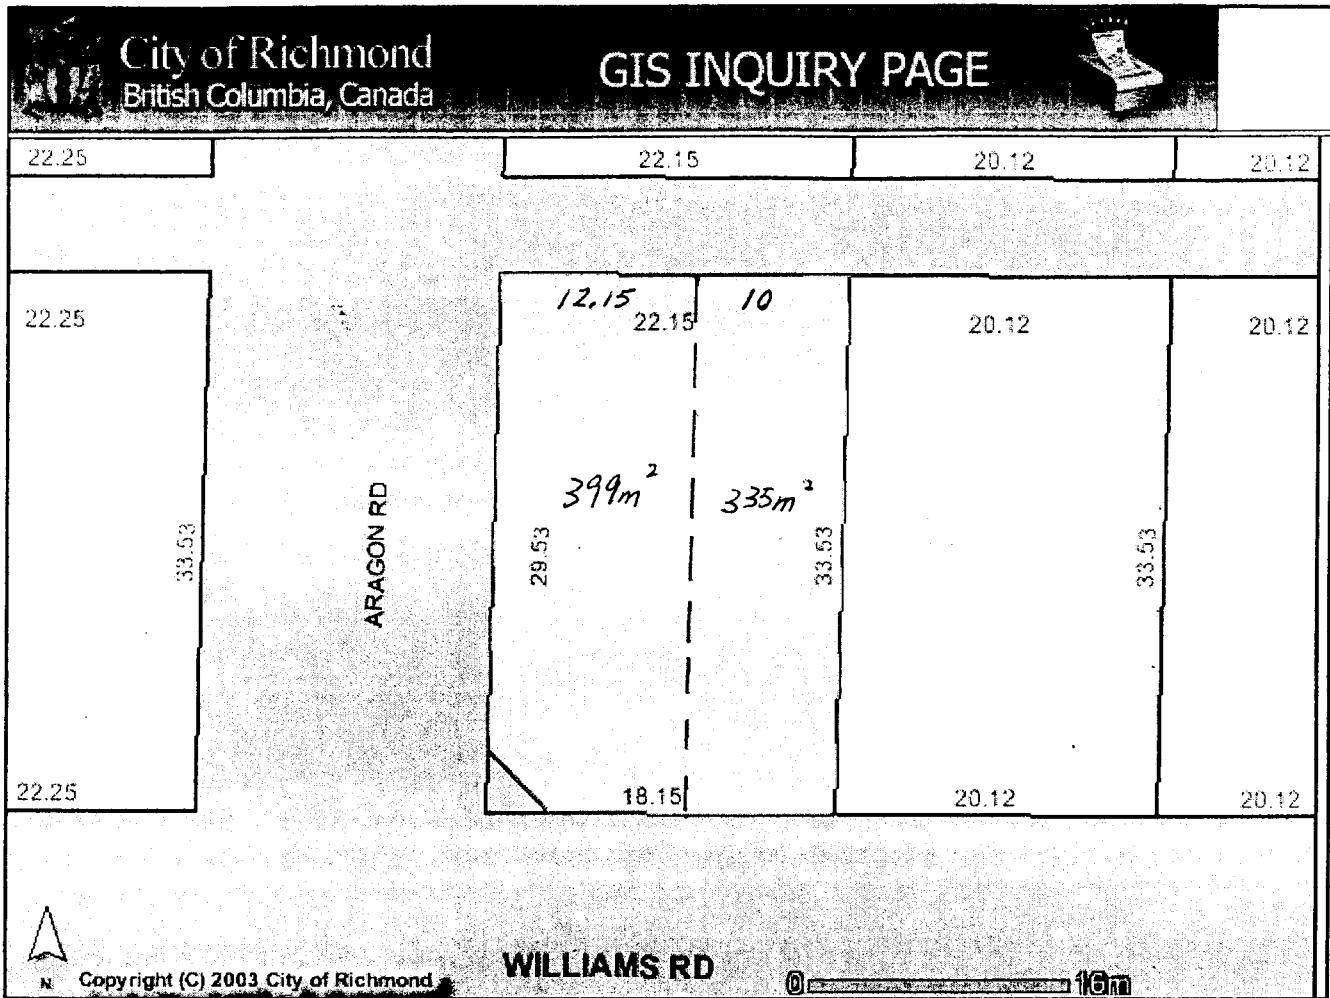 City of Richmond
British Columbia, Canada
GIS INQUIRY PAGE
22.25
22.15
20.12
20.12
22.25
12.15
10
22.15
20.12
20.12
399m²
335m²
ARAGON RD
33.53
29.53
33.53
33.53
22.25
18.15
20.12
20.12
N
Copyright (C) 2003 City of Richmond
WILLIAMS RD
0
16m